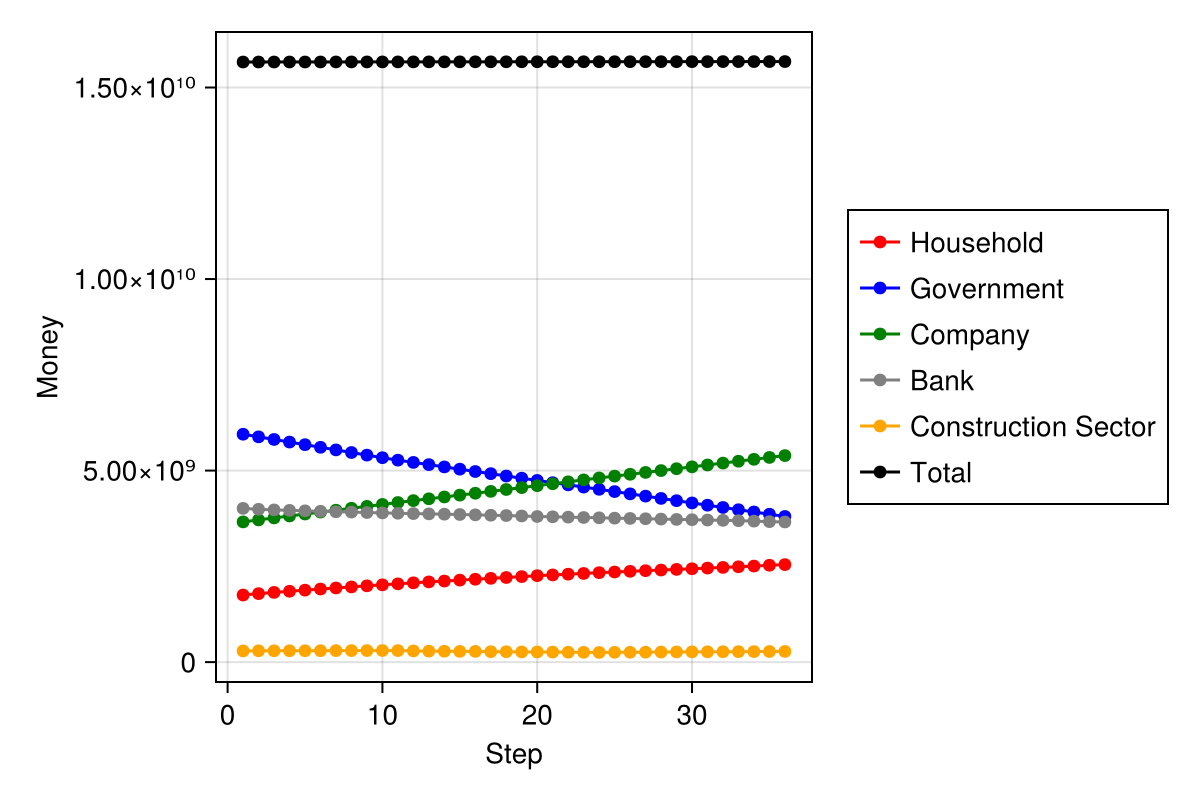 1.50×10¹⁰
1.00×10¹⁰
5.00×10⁹
0
Money
0 10 20 30
Step
Household
Government
Company
Bank
Construction Sector
Total